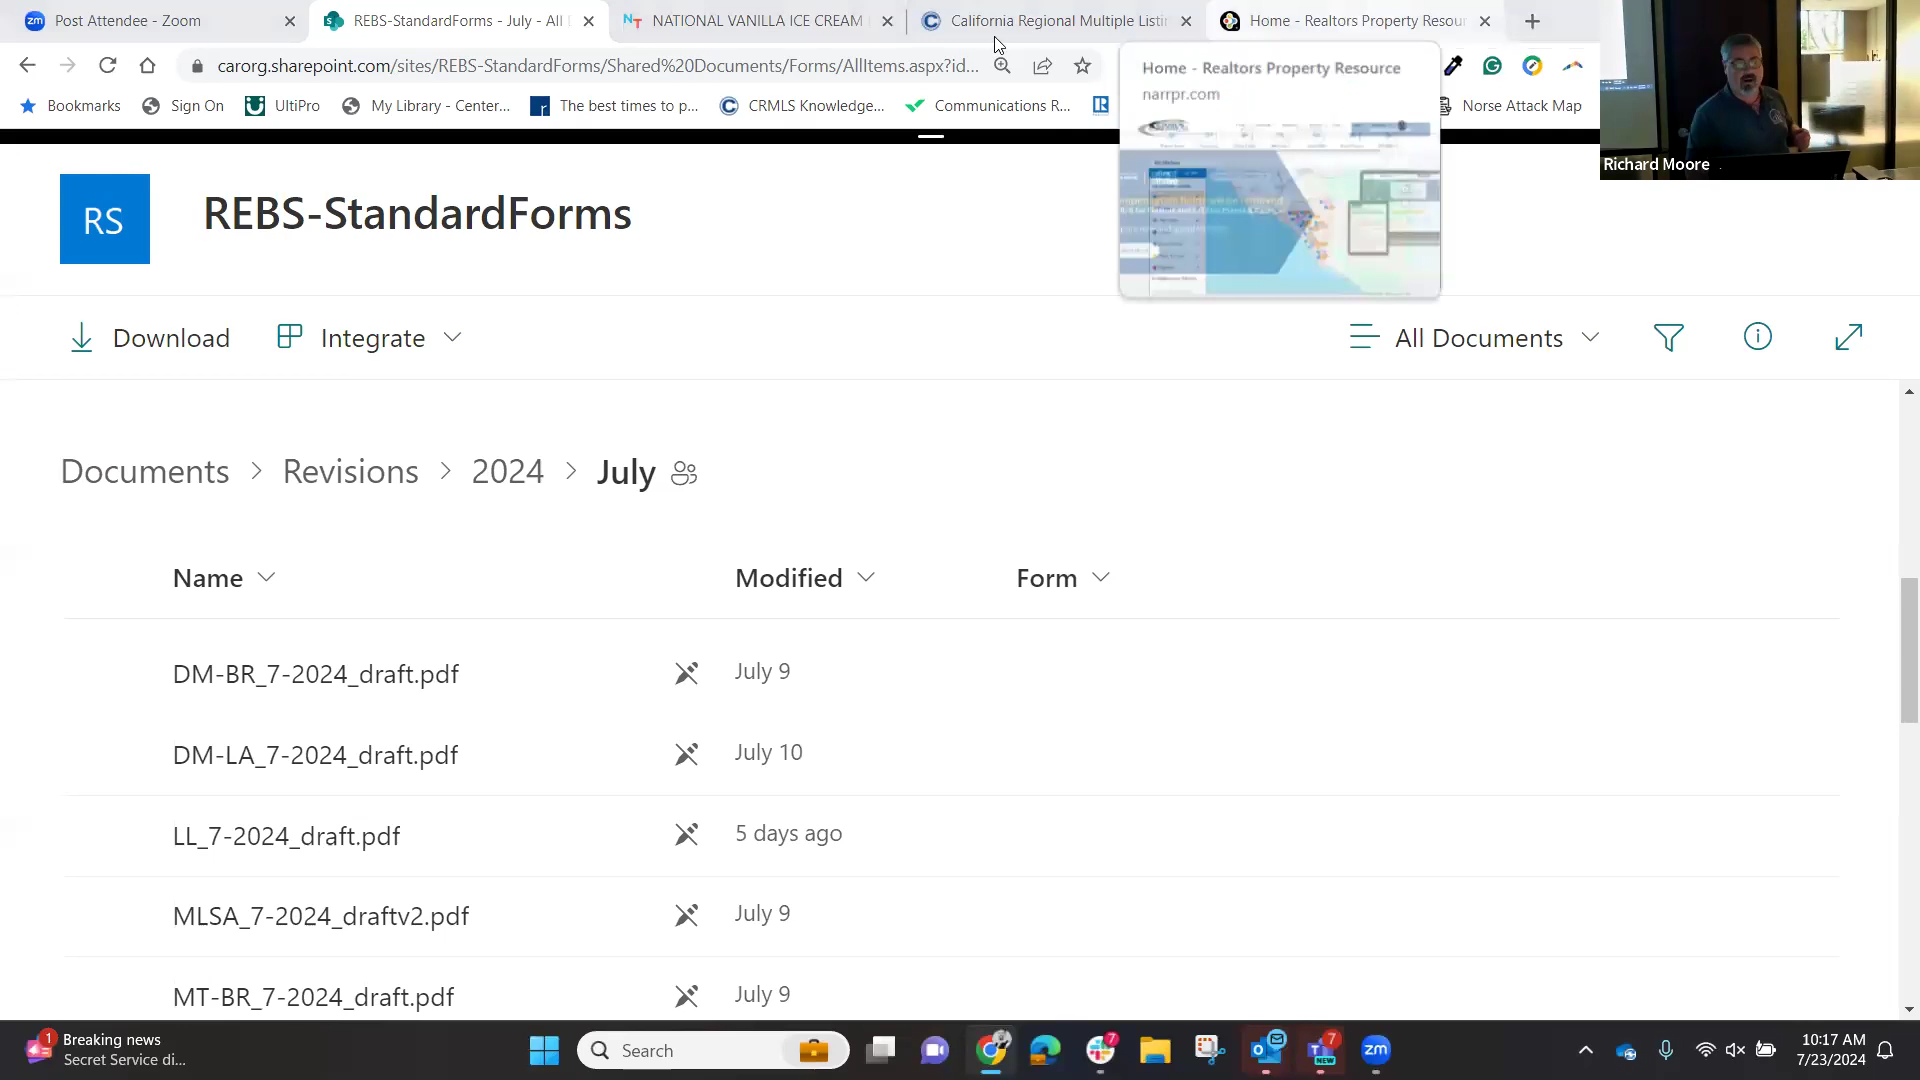 Post Attendee - Zoom
REBS-StandardForms - July - All
NATIONAL VANILLA ICE CREAM
California Regional Multiple Listi
Home - Realtors Property Resour
carorg.sharepoint.com/sites/REBS-StandardForms/Shared%20Documents/Forms/AllItems.aspx?id...
Home - Realtors Property Resource
narrpr.com
Bookmarks
Sign On
UltiPro
My Library - Center...
The best times to p...
CRMLS Knowledge...
Communications R...
Norse Attack Map
Richard Moore
RS
REBS-StandardForms
Download
Integrate
All Documents
Documents > Revisions > 2024 > July
Name
Modified
Form
DM-BR_7-2024_draft.pdf
July 9
DM-LA_7-2024_draft.pdf
July 10
LL_7-2024_draft.pdf
5 days ago
MLSA_7-2024_draftv2.pdf
July 9
MT-BR_7-2024_draft.pdf
July 9
1
Breaking news
Secret Service di...
Search
7
7
NEW
zm
10:17 AM
7/23/2024